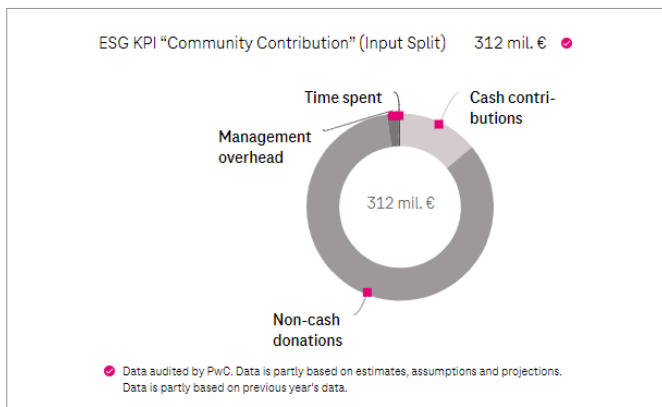 ESG KPI “Community Contribution” (Input Split) 312 mil. €
Time spent
Cash contri-
butions
Management
overhead
312 mil. €
Non-cash
donations
Data audited by PwC. Data is partly based on estimates, assumptions and projections.
Data is partly based on previous year's data.